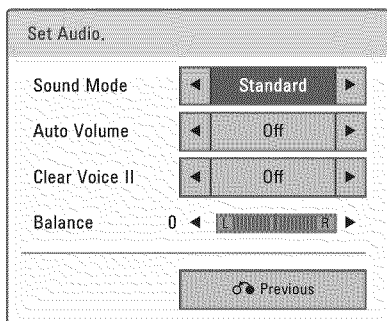 Set Audio.
Sound Mode ◄ Standard ►
Auto Volume ◄ Off ►
Clear Voice II ◄ Off ►
Balance 0 ◄ L R ►
Previous